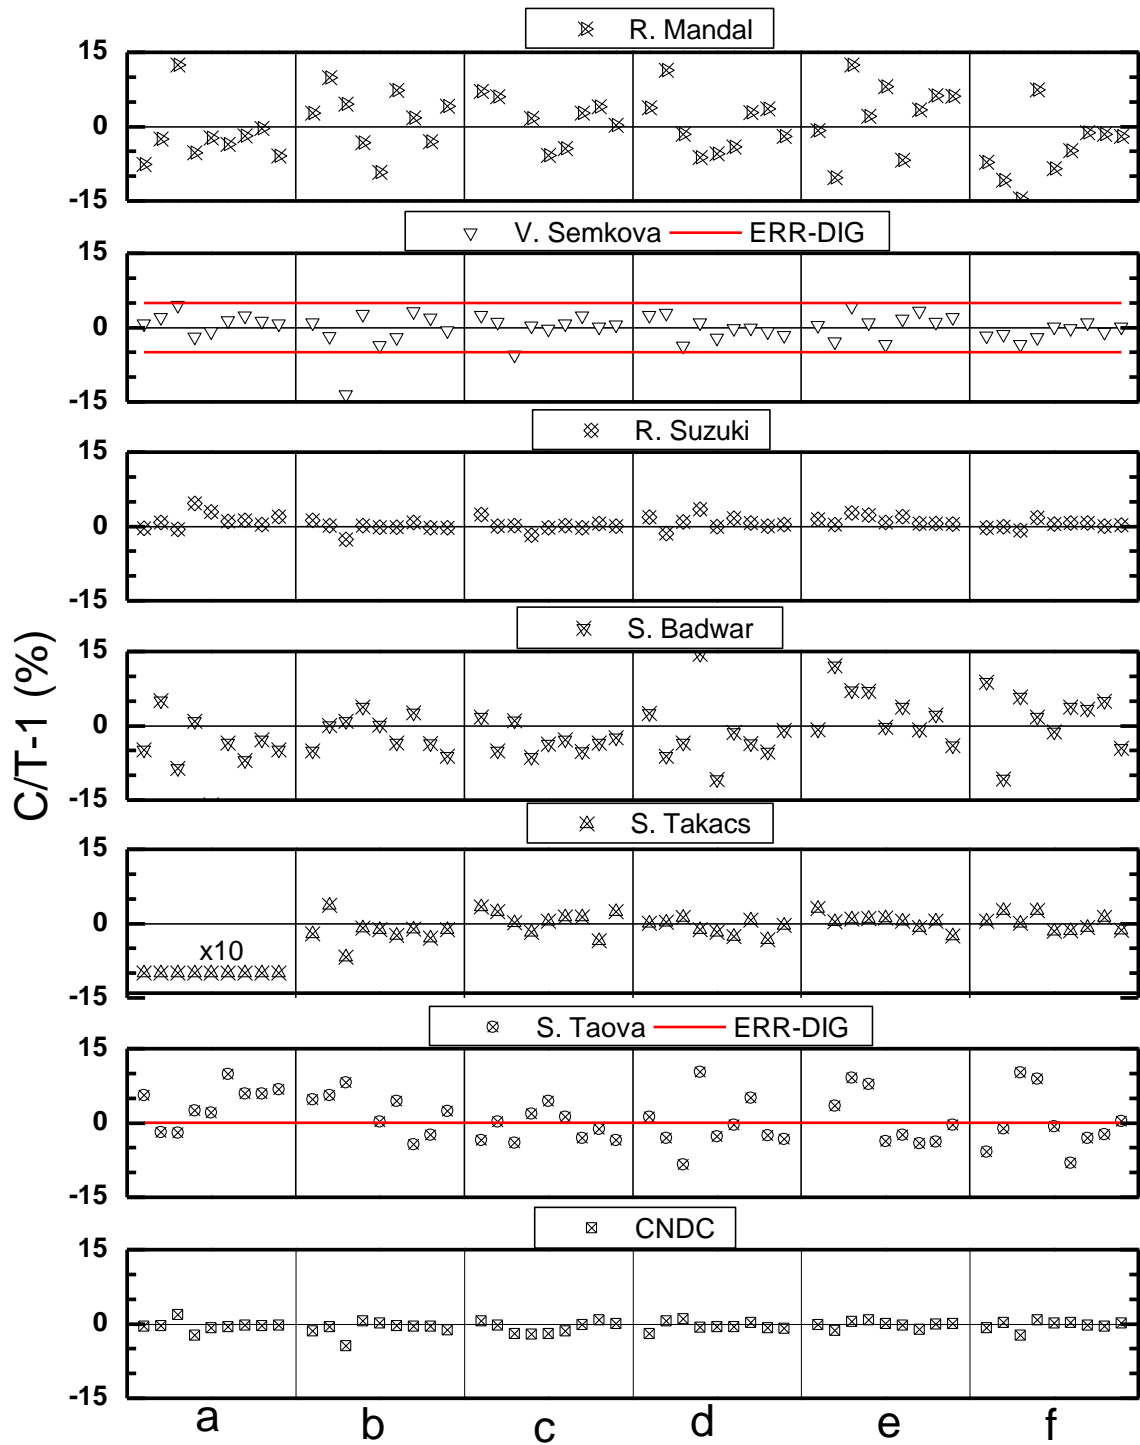 R. Mandal
15
0
-15
V. Semkova ERR-DIG
15
0
-15
R. Suzuki
15
0
-15
S. Badwar
15
0
-15
C/T-1 (%)
S. Takacs
15
0
x10
-15
S. Taova ERR-DIG
15
0
-15
CNDC
15
0
-15
a b c d e f